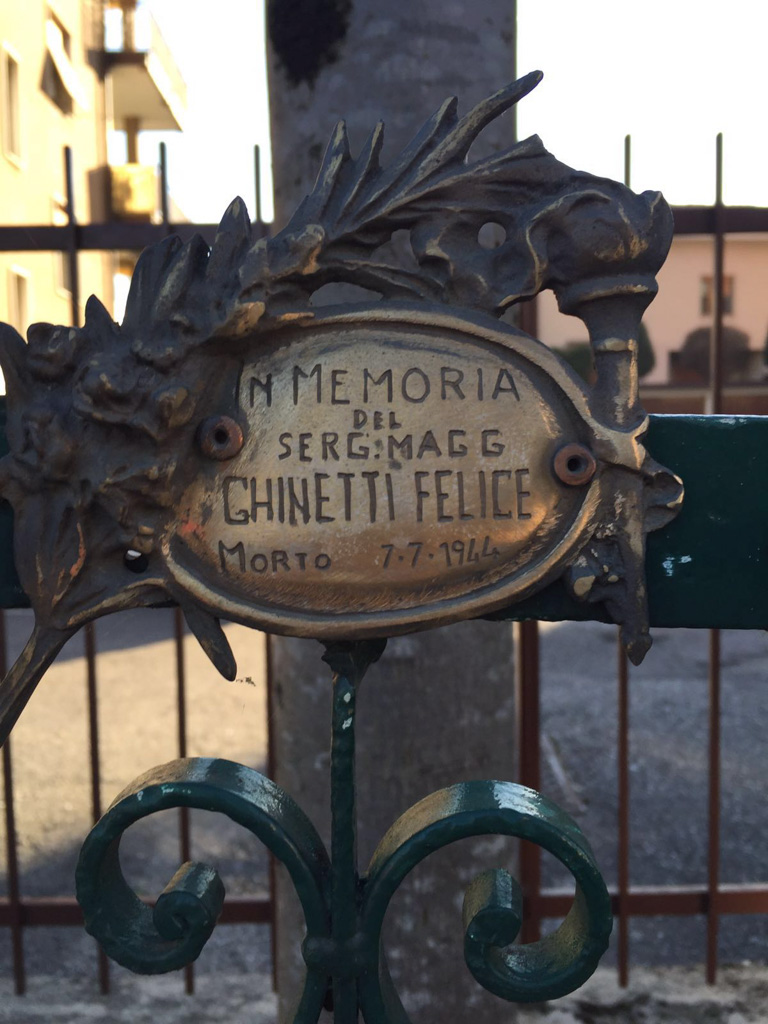 IN MEMORIA
DEL
SERG. MAGG
GHINETTI FELICE
MORTO 7.7.1944